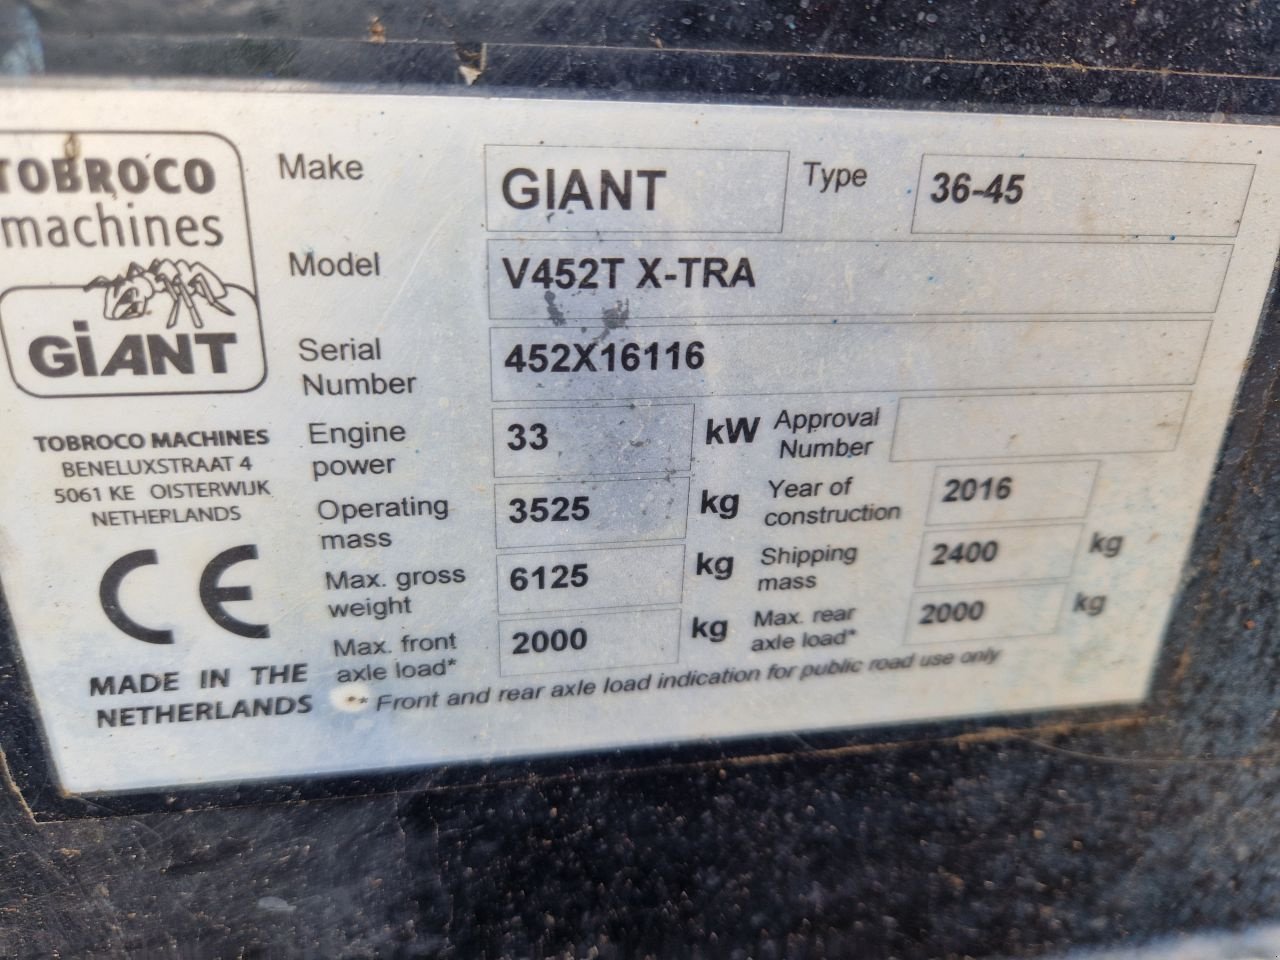 TOBROCO
machines
GiANT
TOBROCO MACHINES
BENELUXSTRAAT 4
5061 KE OISTERWIJK
NETHERLANDS
CE
MADE IN THE
NETHERLANDS
Make GIANT Type 36-45
Model V452T X-TRA
Serial
Number 452X16116
Engine
power 33 kW Approval
Number
Operating
mass 3525 kg Year of
construction 2016
Max. gross
weight 6125 kg Shipping
mass 2400 kg
Max. front
axle load* 2000 kg Max. rear
axle load* 2000 kg
* Front and rear axle load indication for public road use only